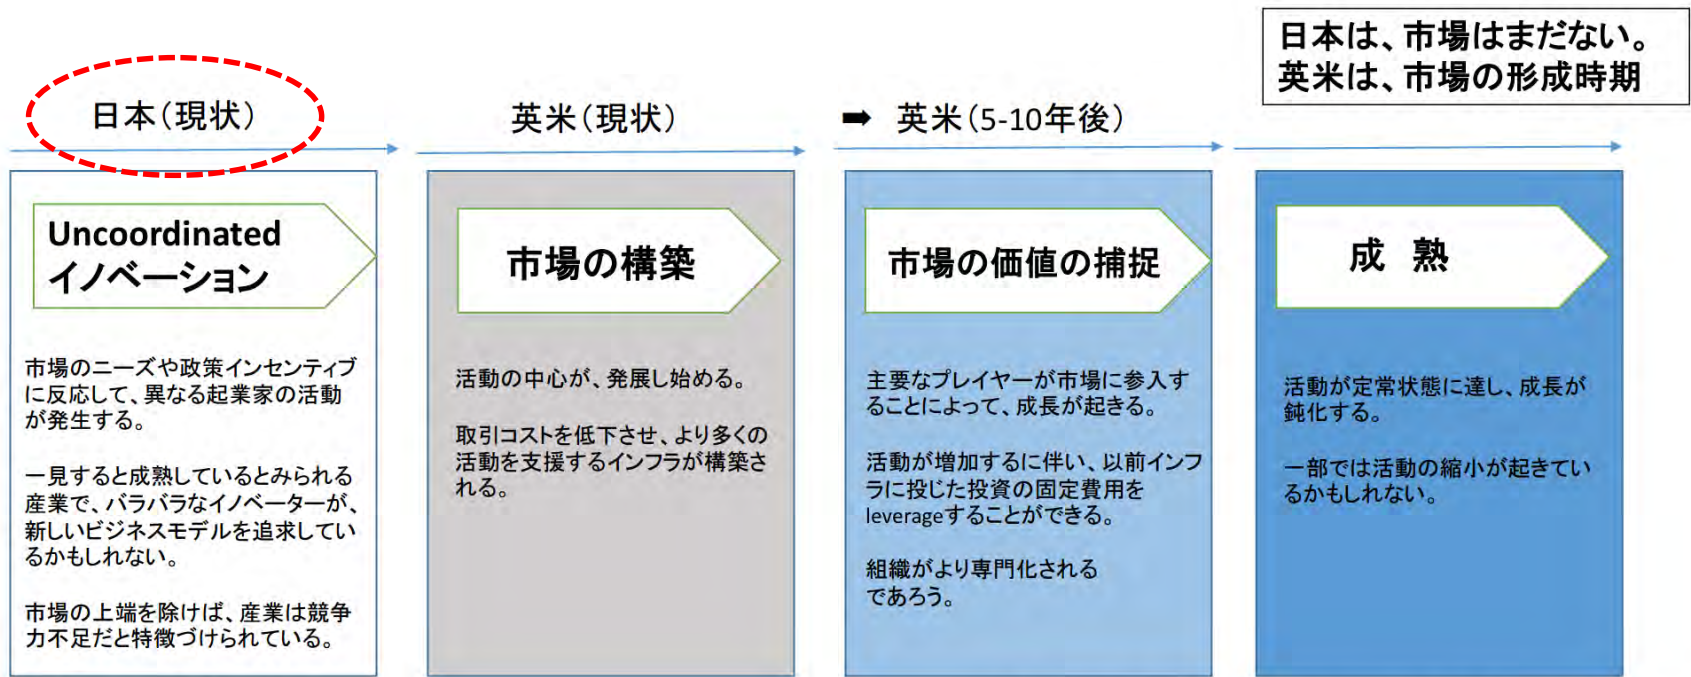 日本は、市場はまだない。
英米は、市場の形成時期
日本(現状)
英米(現状)
➡ 英米(5-10年後)
Uncoordinated
イノベーション
市場のニーズや政策インセンティブ
に反応して、異なる起業家の活動
が発生する。
一見すると成熟しているとみられる
産業で、バラバラなイノベーターが、
新しいビジネスモデルを追求してい
るかもしれない。
市場の上端を除けば、産業は競争
力不足だと特徴づけられている。
市場の構築
活動の中心が、発展し始める。
取引コストを低下させ、より多くの
活動を支援するインフラが構築さ
れる。
市場の価値の捕捉
主要なプレイヤーが市場に参入す
ることによって、成長が起きる。
活動が増加するに伴い、以前インフ
ラに投じた投資の固定費用を
leverageすることができる。
組織がより専門化される
であろう。
成 熟
活動が定常状態に達し、成長が
鈍化する。
一部では活動の縮小が起きてい
るかもしれない。